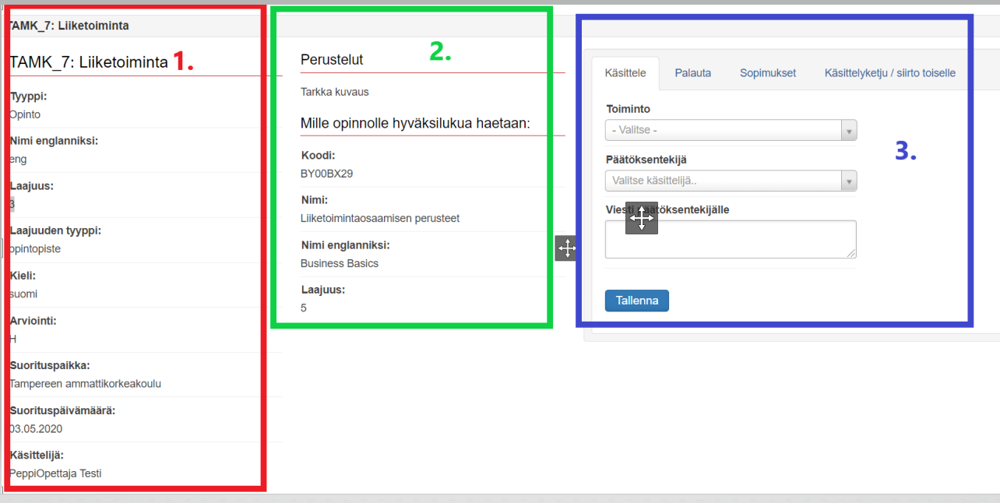 TAMK_7: Liiketoiminta
TAMK_7: Liiketoiminta 1.
Tyyppi:
Opinto
Nimi englanniksi:
eng
Laajuus:
3
Laajuuden tyyppi:
opintopiste
Kieli:
suomi
Arviointi:
H
Suorituspaikka:
Tampereen ammattikorkeakoulu
Suorituspäivämäärä:
03.05.2020
Käsittelijä:
PeppiOpettaja Testi
2.
Perustelut
Tarkka kuvaus
Mille opinnolle hyväksilukua haetaan:
Koodi:
BY00BX29
Nimi:
Liiketoimintaosaamisen perusteet
Nimi englanniksi:
Business Basics
Laajuus:
5
Käsittele Palauta Sopimukset Käsittelyketju / siirto toiselle
Toiminto
- Valitse -
3.
Päätöksentekijä
Valitse käsittelijä..
Viesti päätöksentekijälle
Tallenna